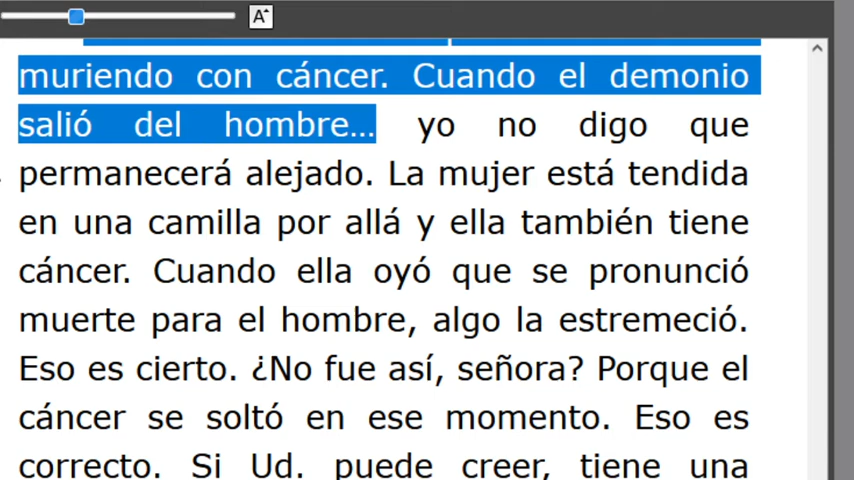 A
muriendo con cáncer. Cuando el demonio
salió del hombre... yo no digo que
permanecerá alejado. La mujer está tendida
en una camilla por allá y ella también tiene
cáncer. Cuando ella oyó que se pronunció
muerte para el hombre, algo la estremeció.
Eso es cierto. ¿No fue así, señora? Porque el
cáncer se soltó en ese momento. Eso es
correcto. Si Ud. puede creer, tiene una